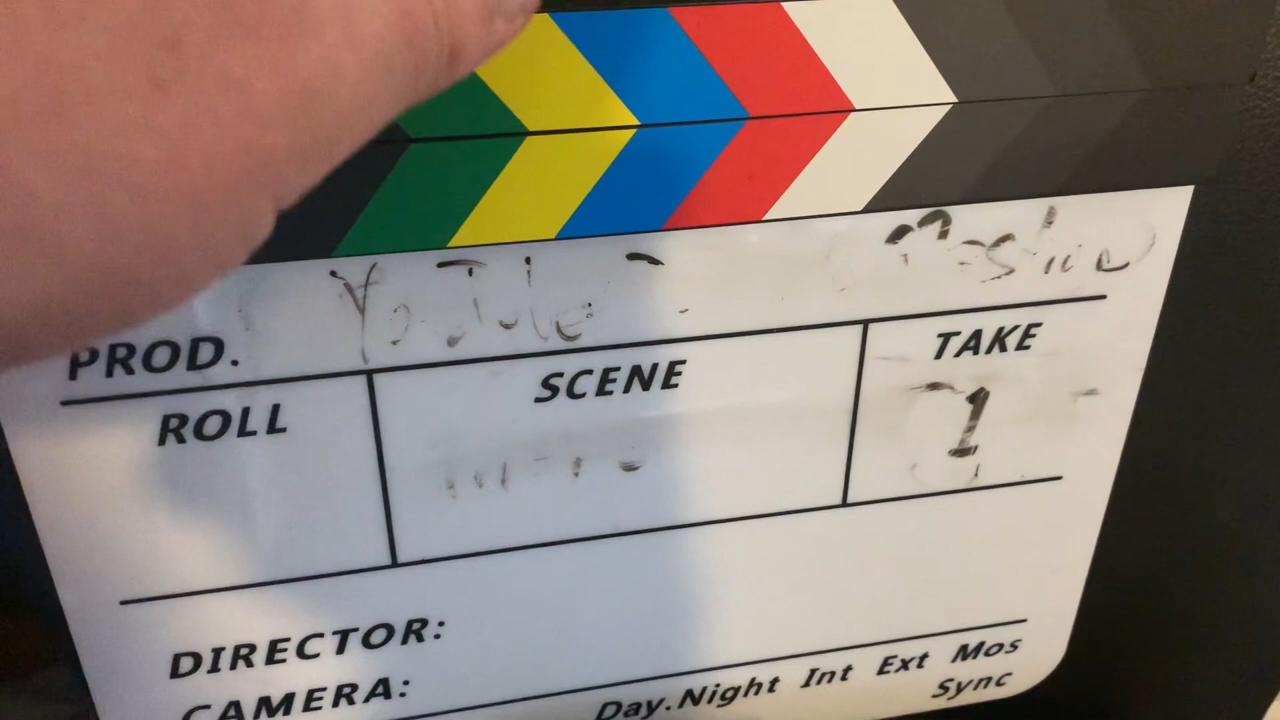 PROD. YouTube
ROLL SCENE TAKE
1
DIRECTOR:
CAMERA:
Day.Night Int Ext Mos
Sync